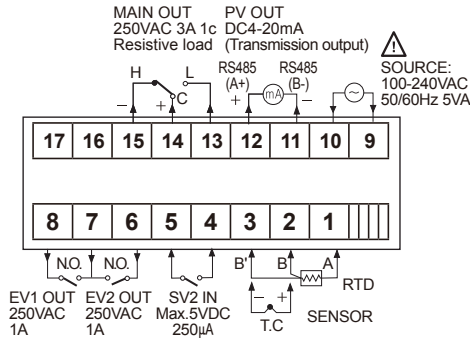 MAIN OUT
250VAC 3A 1c
Resistive load
PV OUT
DC4-20mA
(Transmission output)
SOURCE:
100-240VAC
50/60Hz 5VA
H
L
C
−
+
RS485
(A+)
RS485
(B-)
+
mA
−
17 16 15 14 13 12 11 10 9
8 7 6 5 4 3 2 1
N.O.
N.O.
EV1 OUT
250VAC
1A
EV2 OUT
250VAC
1A
SV2 IN
Max.5VDC
250µA
B'
B
A
RTD
−
+
T.C
SENSOR